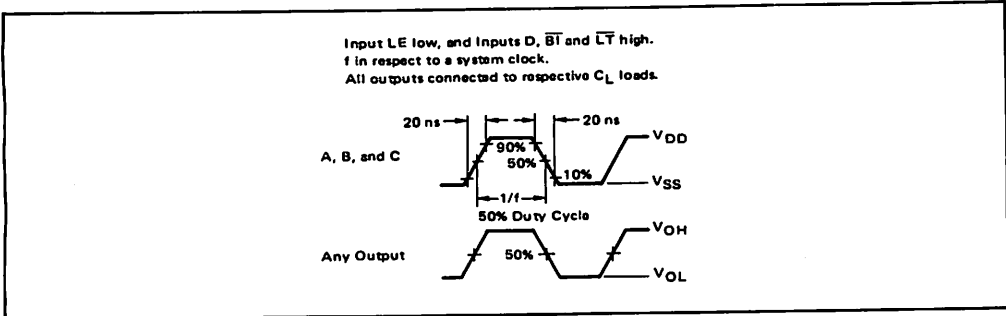 Input LE low, and Inputs D, B̅I̅ and L̅T̅ high.
f in respect to a system clock.
All outputs connected to respective CL loads.
20 ns
20 ns
A, B, and C
90%
50%
10%
VDD
VSS
1/f
50% Duty Cycle
Any Output
50%
VOH
VOL